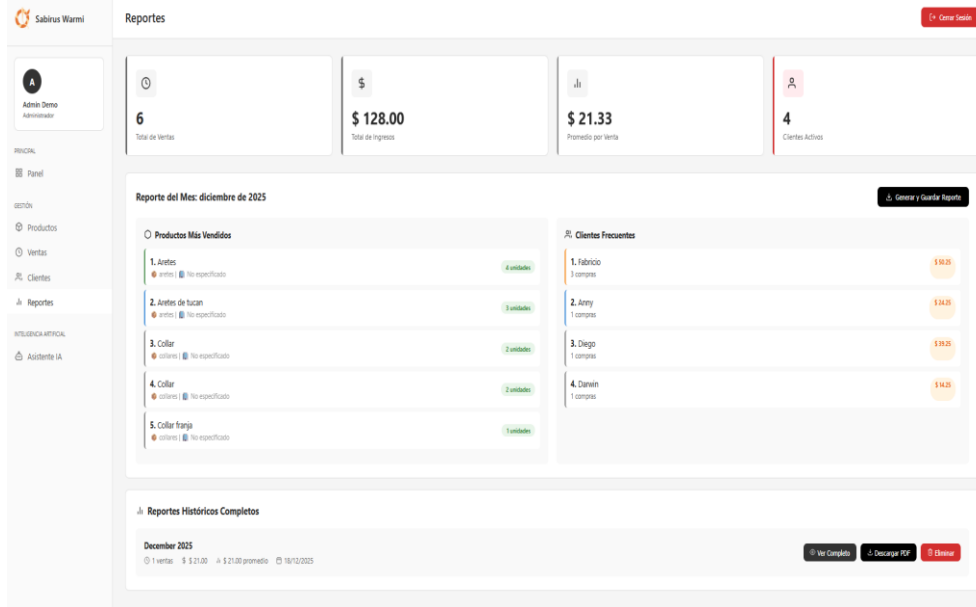 Sabirus Warmi
Reportes
Cerrar Sesión
A
Admin Demo
Administrador
PRINCIPAL
Panel
GESTIÓN
Productos
Ventas
Clientes
Reportes
INTELIGENCIA ARTIFICIAL
Asistente IA
6
Total de Ventas
$ 128.00
Total de Ingresos
$ 21.33
Promedio por Venta
4
Clientes Activos
Reporte del Mes: diciembre de 2025
Generar y Guardar Reporte
Productos Más Vendidos
1. Aretes
4 unidades
aretes | No especificado
2. Aretes de tucan
3 unidades
aretes | No especificado
3. Collar
2 unidades
collares | No especificado
4. Collar
2 unidades
collares | No especificado
5. Collar franja
1 unidades
collares | No especificado
Clientes Frecuentes
1. Fabricio
$ 50.25
3 compras
2. Anny
$ 24.25
1 compras
3. Diego
$ 39.25
1 compras
4. Darwin
$ 14.25
1 compras
Reportes Históricos Completos
December 2025
1 ventas $ $ 21.00 $ 21.00 promedio 18/12/2025
Ver Completo
Descargar PDF
Eliminar